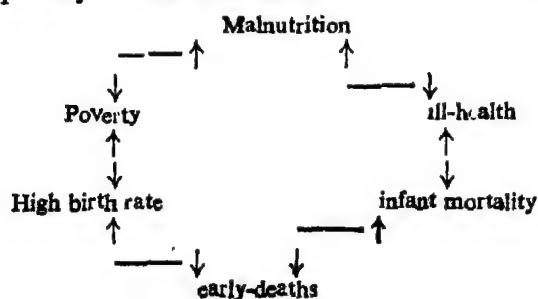 Malnutrition
Poverty
ill-health
High birth rate
infant mortality
early-deaths